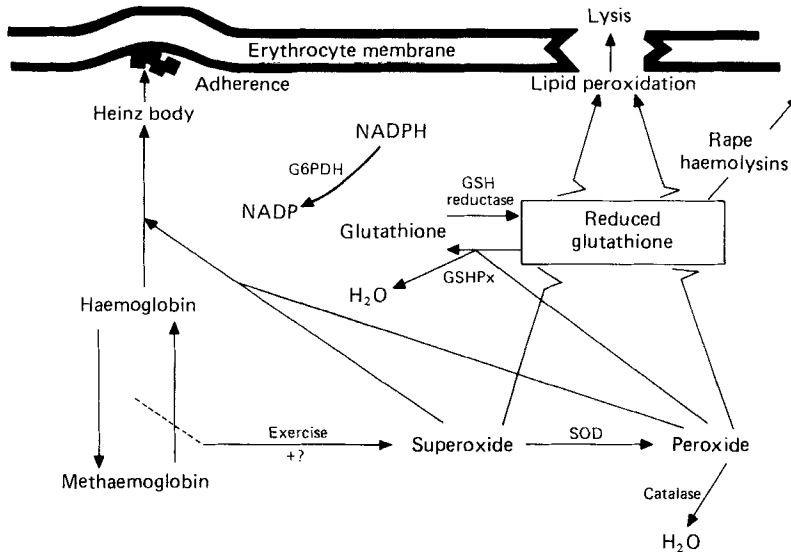 Lysis
Erythrocyte membrane
Adherence
Lipid peroxidation
Heinz body
NADPH
Rape
haemolysins
G6PDH
GSH
reductase
NADP
Glutathione
Reduced
glutathione
GSHPx
H₂O
Haemoglobin
Exercise
+?
Superoxide
SOD
Peroxide
Methaemoglobin
Catalase
H₂O